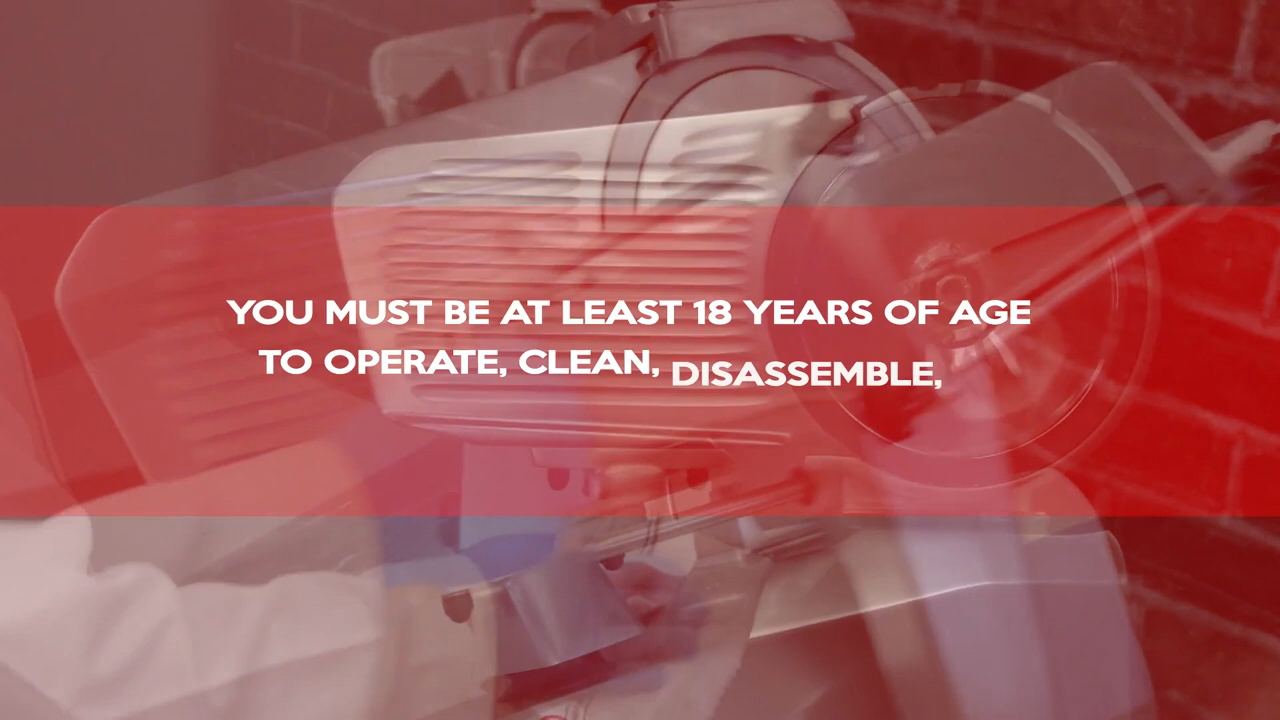 YOU MUST BE AT LEAST 18 YEARS OF AGE
TO OPERATE, CLEAN, DISASSEMBLE,